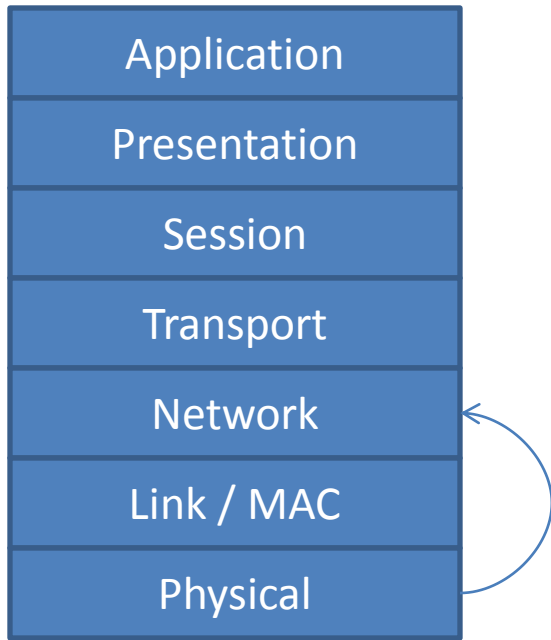 Application
Presentation
Session
Transport
Network
Link / MAC
Physical